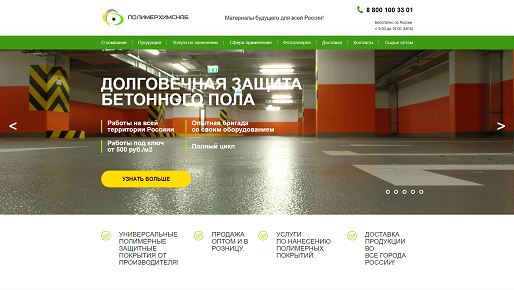 ПОЛИМЕРХИМСНАБ
Материалы будущего для всей России!
8 800 100 33 01
Бесплатно по России
с 9:00 до 18:00 (МСК)
О компании
Продукция
Услуги по нанесению
Сфера применения
Фотогалерея
Доставка
Контакты
Сырье оптом
ДОЛГОВЕЧНАЯ ЗАЩИТА
БЕТОННОГО ПОЛА
Работы на всей
территории Россиии
Опытная бригада
со своим оборудованием
Работы под ключ
от 500 руб./м2
Полный цикл
УЗНАТЬ БОЛЬШЕ
УНИВЕРСАЛЬНЫЕ
ПОЛИМЕРНЫЕ
ЗАЩИТНЫЕ
ПОКРЫТИЯ ОТ
ПРОИЗВОДИТЕЛЯ!
ПРОДАЖА
ОПТОМ И В
РОЗНИЦУ.
УСЛУГИ
ПО НАНЕСЕНИЮ
ПОЛИМЕРНЫХ
ПОКРЫТИЙ.
ДОСТАВКА
ПРОДУКЦИИ
ВО
ВСЕ ГОРОДА
РОССИИ!